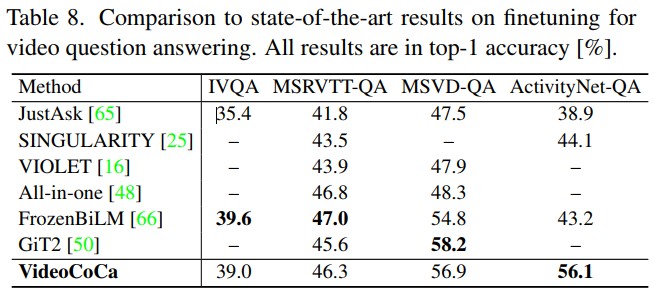 Table 8. Comparison to state-of-the-art results on finetuning for
video question answering. All results are in top-1 accuracy [%].
Method IVQA MSRVTT-QA MSVD-QA ActivityNet-QA
JustAsk [65] 35.4 41.8 47.5 38.9
SINGULARITY [25] – 43.5 – 44.1
VIOLET [16] – 43.9 47.9 –
All-in-one [48] – 46.8 48.3 –
FrozenBiLM [66] 39.6 47.0 54.8 43.2
GiT2 [50] – 45.6 58.2 –
VideoCoCa 39.0 46.3 56.9 56.1